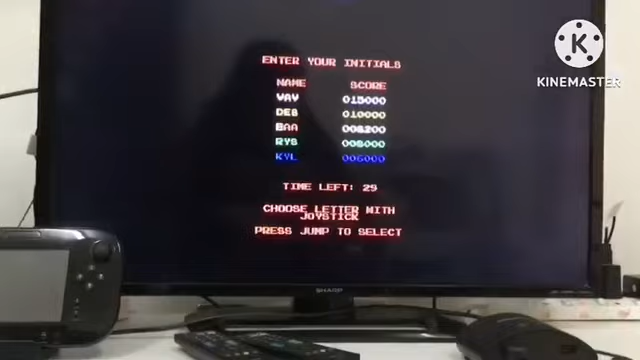 K
KINEMASTER
ENTER YOUR INITIALS
NAME SCORE
VAV 015000
DEB 010000
BAA 008200
RYS 008000
KYL 006000
TIME LEFT: 29
CHOOSE LETTER WITH
JOYSTICK
PRESS JUMP TO SELECT
SHARP